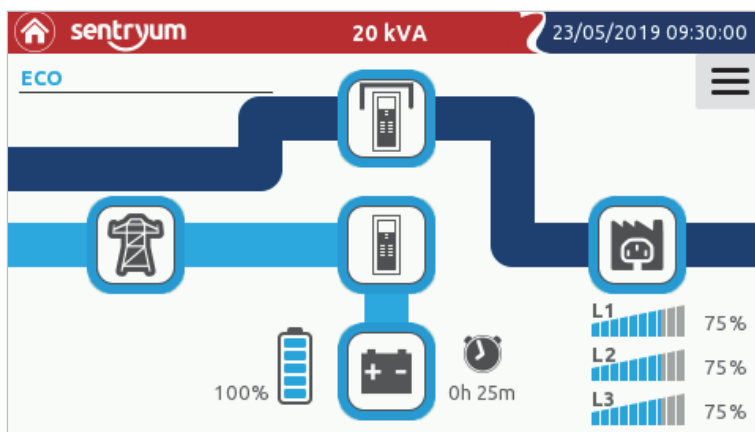 sentryum
20 kVA
23/05/2019 09:30:00
ECO
L1
75%
L2
75%
100%
0h 25m
L3
75%